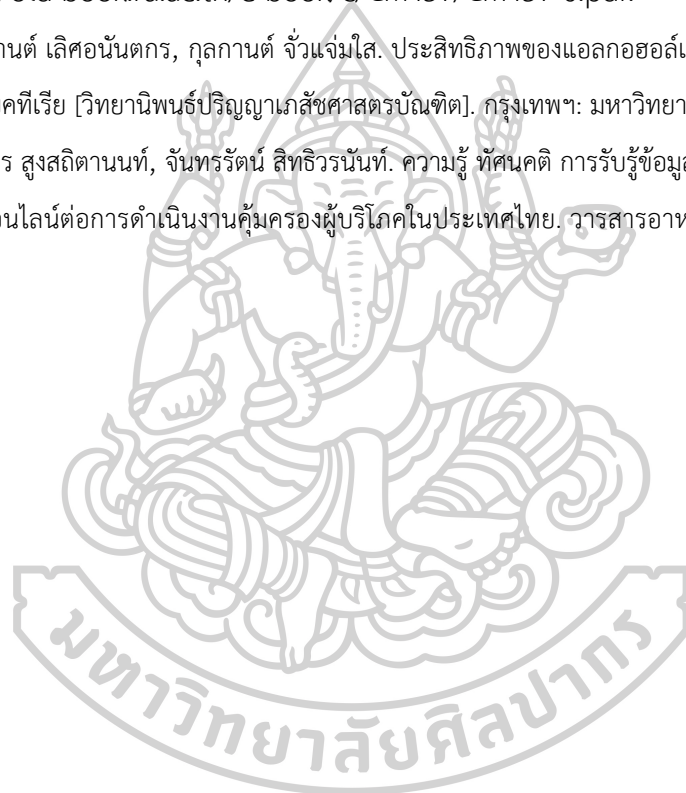 านต์ เลิศอนันตกร, กุลกานต์ จั่วแจ่มใส. ประสิทธิภาพของแอลกอฮอล์เ
คทีเรีย [วิทยานิพนธ์ปริญญาเภสัชศาสตรบัณฑิต]. กรุงเทพฯ: มหาวิทยา
ร สูงสถิตานนท์, จันทรรัตน์ สิทธิวรนันท์. ความรู้ ทัศนคติ การรับรู้ข้อมูล
นไลน์ต่อการดำเนินงานคุ้มครองผู้บริโภคในประเทศไทย. วารสารอาห
มหาวิทยาลัยศิลปากร